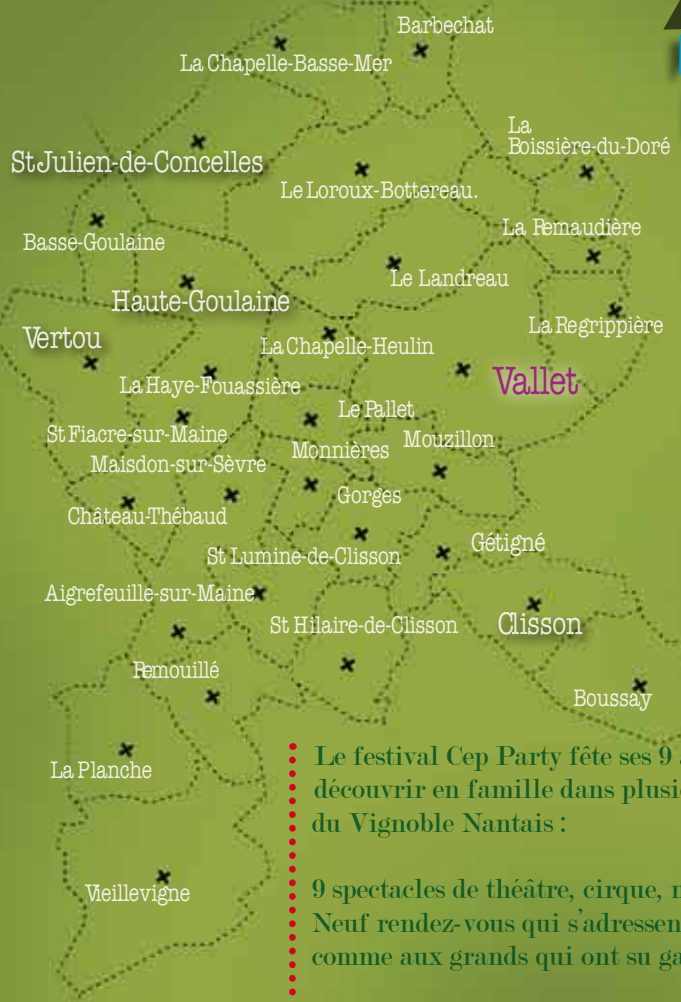 Barbechat
La Chapelle-Basse-Mer
La
Boissière-du-Doré
St Julien-de-Concelles
Le Loroux-Bottereau.
La Remaudière
Basse-Goulaine
Le Landreau
Haute-Goulaine
La Regrippière
Vertou
La Chapelle-Heulin
Vallet
La Haye-Fouassière
Le Pallet
St Fiacre-sur-Maine
Mouzillon
Monnières
Maisdon-sur-Sèvre
Gorges
Château-Thébaud
Gétigné
St Lumine-de-Clisson
Aigrefeuille-sur-Maine
Clisson
St Hilaire-de-Clisson
Remouillé
Boussay
La Planche
Vieillevigne
Le festival Cep Party fête ses 9
découvrir en famille dans
du Vignoble Nantais :
9 spectacles de théâtre, cirque,
Neuf rendez-vous qui
comme aux grands qui ont su